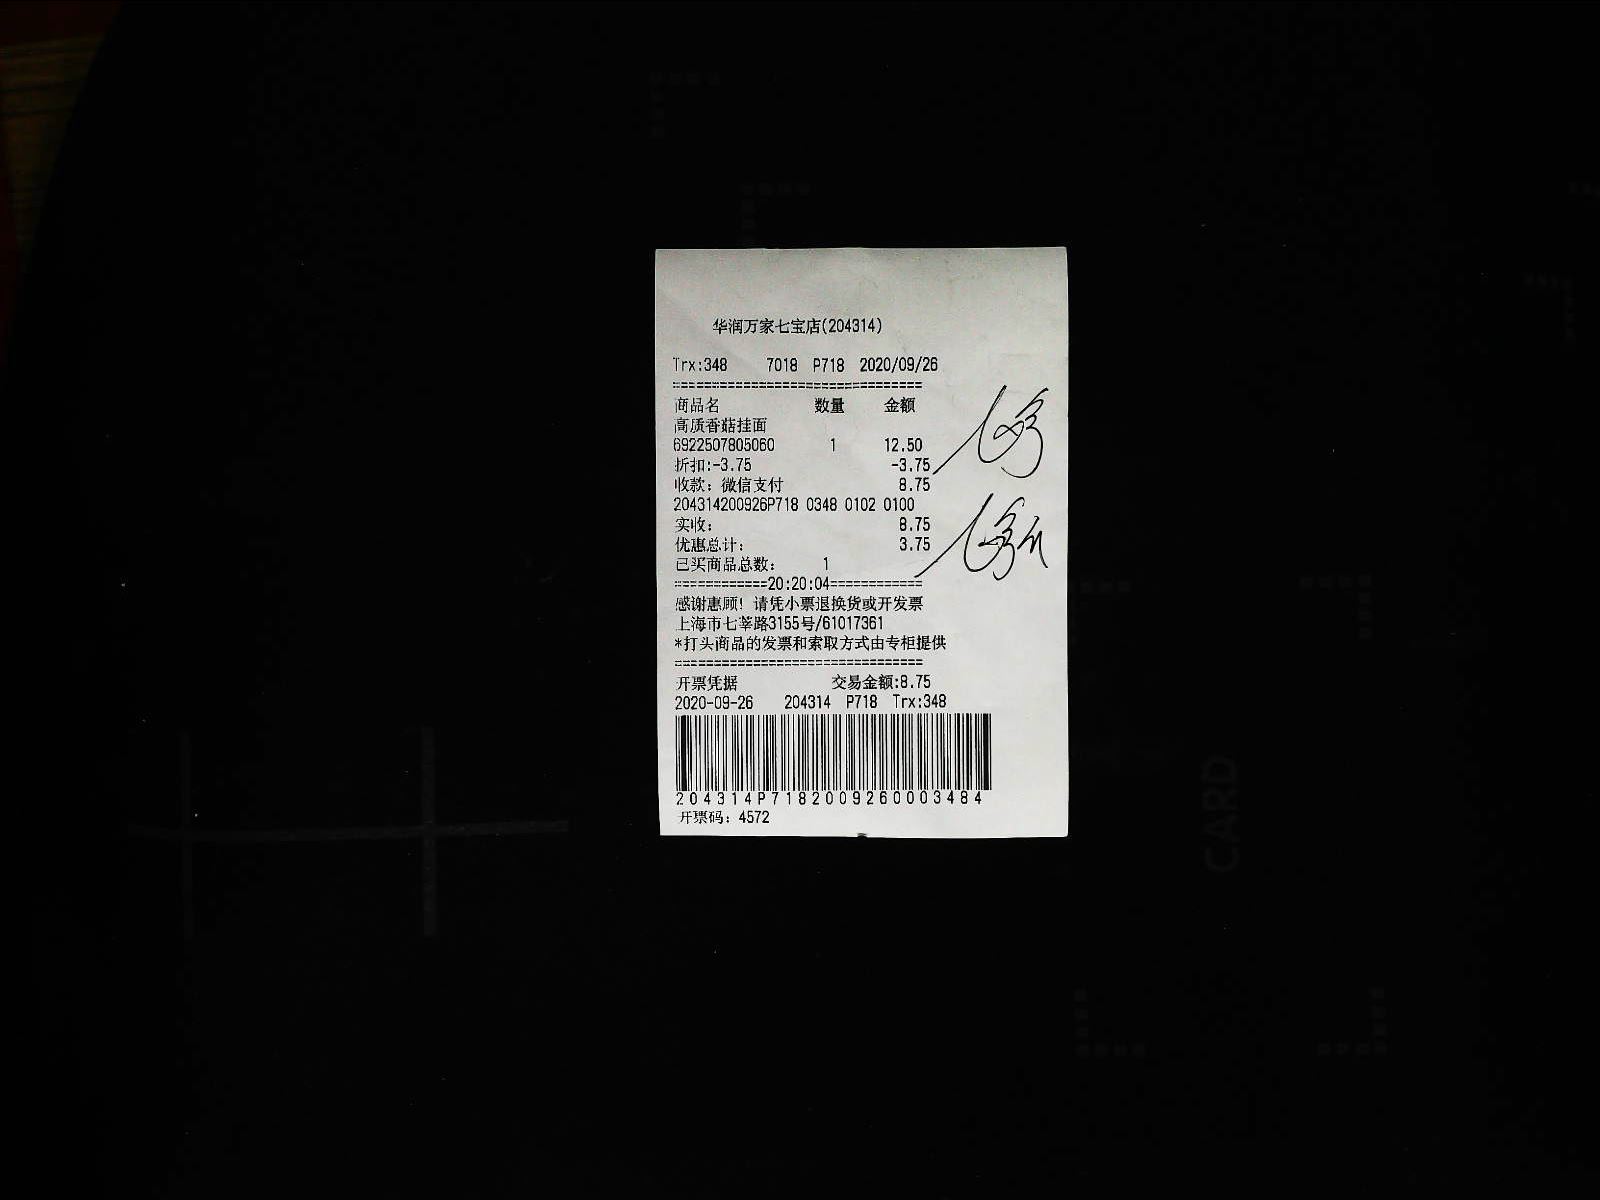 华润万家七宝店(204314)
Trx:348 7018 P718 2020/09/26
================================
商品名 数量 金额
高质香菇挂面
6922507805060 1 12.50
折扣:-3.75 -3.75
收款: 微信支付 8.75
204314200926P718 0348 0102 0100
实收: 8.75
优惠总计: 3.75
已买商品总数: 1
============20:20:04============
感谢惠顾! 请凭小票退换货或开发票
上海市七莘路3155号/61017361
*打头商品的发票和索取方式由专柜提供
================================
开票凭据 交易金额:8.75
2020-09-26 204314 P718 Trx:348
204314P7182009260003484
开票码: 4572
CARD